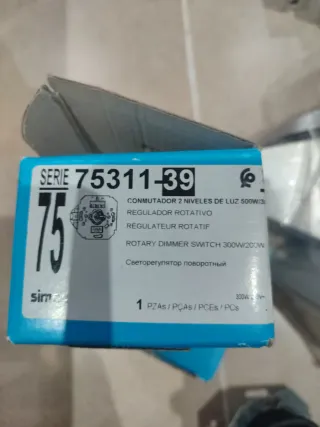 SERIE 75
75311-39
CONMUTADOR 2 NIVELES DE LUZ 500W/
REGULADOR ROTATIVO
RÉGULATEUR ROTATIF
ROTARY DIMMER SWITCH 300W/200W
Светорегулятор поворотный
1 PZAs / PÇAs / PCEs / PCs